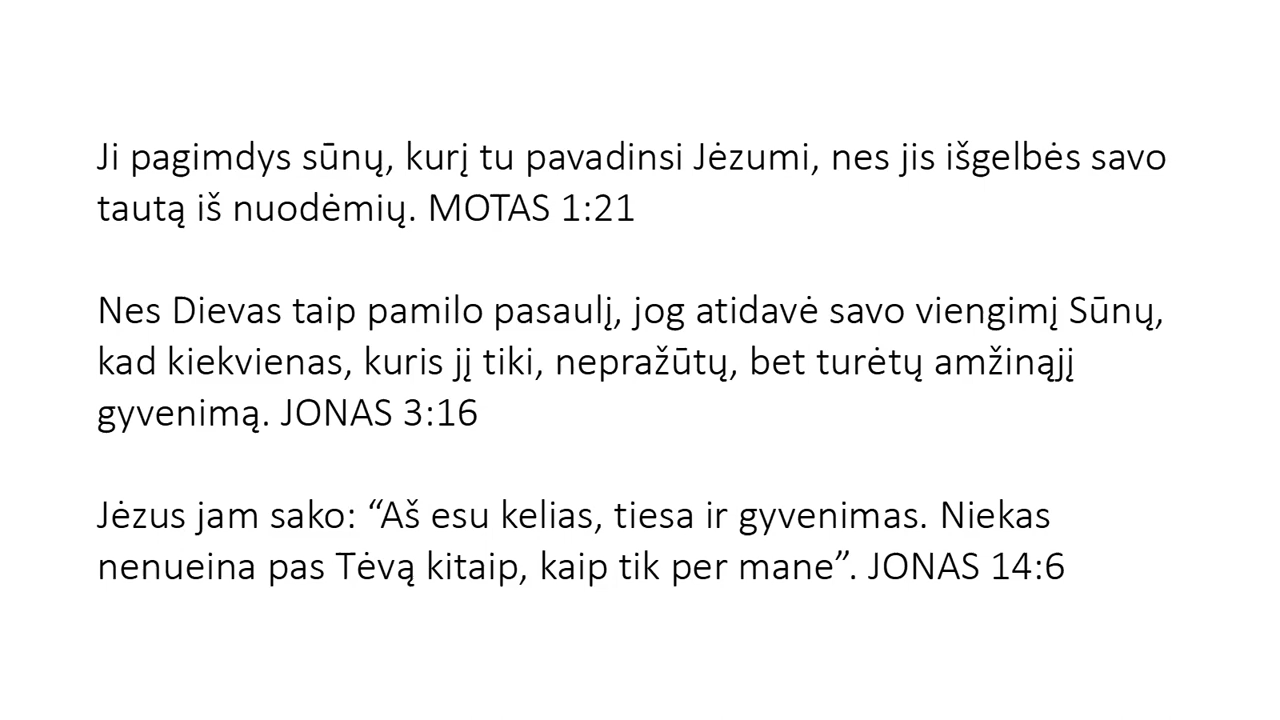 Ji pagimdys sūnų, kurį tu pavadinsi Jėzumi, nes jis išgelbės savo
tautą iš nuodėmių. MOTAS 1:21
Nes Dievas taip pamilo pasaulį, jog atidavė savo viengimį Sūnų,
kad kiekvienas, kuris jį tiki, nepražūtų, bet turėtų amžinąjį
gyvenimą. JONAS 3:16
Jėzus jam sako: “Aš esu kelias, tiesa ir gyvenimas. Niekas
nenueina pas Tėvą kitaip, kaip tik per mane”. JONAS 14:6